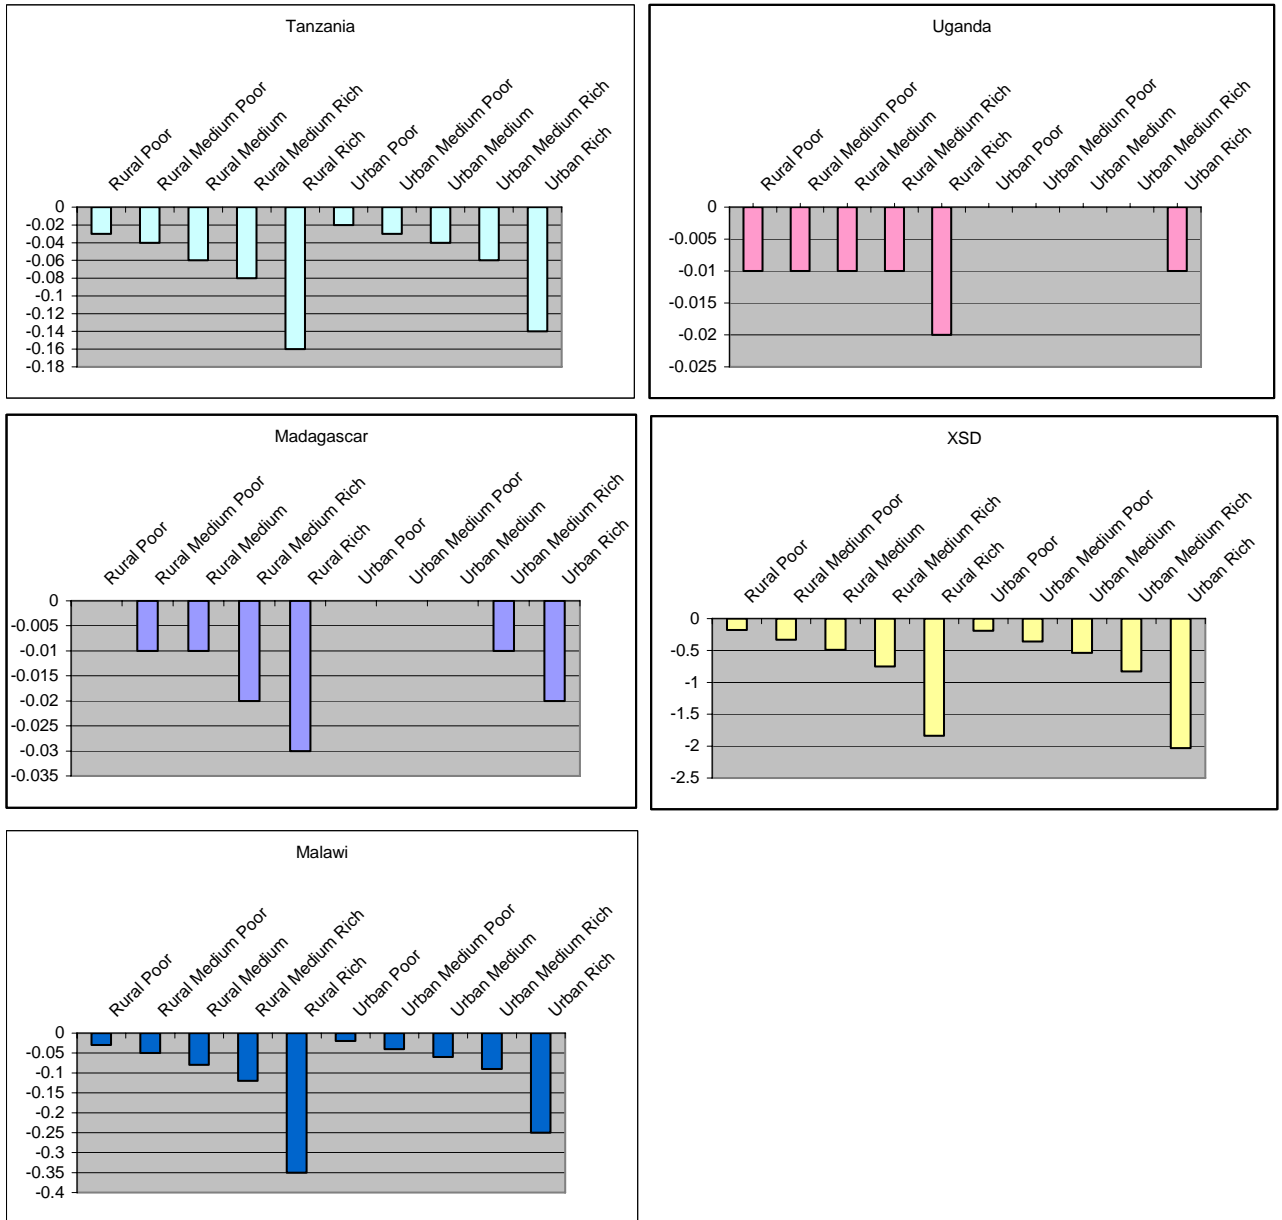 Tanzania
Rural Poor
Rural Medium Poor
Rural Medium
Rural Medium Rich
Rural Rich
Urban Poor
Urban Medium Poor
Urban Medium
Urban Medium Rich
Urban Rich
0
-0.02
-0.04
-0.06
-0.08
-0.1
-0.12
-0.14
-0.16
-0.18
Uganda
Rural Poor
Rural Medium Poor
Rural Medium
Rural Medium Rich
Rural Rich
Urban Poor
Urban Medium Poor
Urban Medium
Urban Medium Rich
Urban Rich
0
-0.005
-0.01
-0.015
-0.02
-0.025
Madagascar
Rural Poor
Rural Medium Poor
Rural Medium
Rural Medium Rich
Rural Rich
Urban Poor
Urban Medium Poor
Urban Medium
Urban Medium Rich
Urban Rich
0
-0.005
-0.01
-0.015
-0.02
-0.025
-0.03
-0.035
XSD
Rural Poor
Rural Medium Poor
Rural Medium
Rural Medium Rich
Rural Rich
Urban Poor
Urban Medium Poor
Urban Medium
Urban Medium Rich
Urban Rich
0
-0.5
-1
-1.5
-2
-2.5
Malawi
Rural Poor
Rural Medium Poor
Rural Medium
Rural Medium Rich
Rural Rich
Urban Poor
Urban Medium Poor
Urban Medium
Urban Medium Rich
Urban Rich
0
-0.05
-0.1
-0.15
-0.2
-0.25
-0.3
-0.35
-0.4